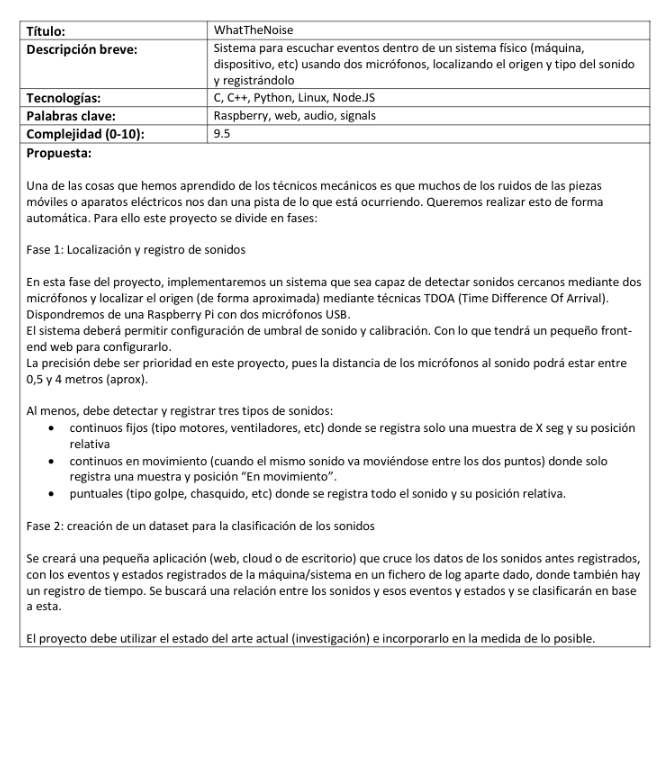 Título: WhatTheNoise
Descripción breve: Sistema para escuchar eventos dentro de un sistema físico (máquina,
dispositivo, etc) usando dos micrófonos, localizando el origen y tipo del sonido
y registrándolo
Tecnologías: C, C++, Python, Linux, Node.JS
Palabras clave: Raspberry, web, audio, signals
Complejidad (0-10): 9.5
Propuesta:
Una de las cosas que hemos aprendido de los técnicos mecánicos es que muchos de los ruidos de las piezas
móviles o aparatos eléctricos nos dan una pista de lo que está ocurriendo. Queremos realizar esto de forma
automática. Para ello este proyecto se divide en fases:
Fase 1: Localización y registro de sonidos
En esta fase del proyecto, implementaremos un sistema que sea capaz de detectar sonidos cercanos mediante dos
micrófonos y localizar el origen (de forma aproximada) mediante técnicas TDOA (Time Difference Of Arrival).
Dispondremos de una Raspberry Pi con dos micrófonos USB.
El sistema deberá permitir configuración de umbral de sonido y calibración. Con lo que tendrá un pequeño front-
end web para configurarlo.
La precisión debe ser prioridad en este proyecto, pues la distancia de los micrófonos al sonido podrá estar entre
0,5 y 4 metros (aprox).
Al menos, debe detectar y registrar tres tipos de sonidos:
• continuos fijos (tipo motores, ventiladores, etc) donde se registra solo una muestra de X seg y su posición
relativa
• continuos en movimiento (cuando el mismo sonido va moviéndose entre los dos puntos) donde solo
registra una muestra y posición “En movimiento”.
• puntuales (tipo golpe, chasquido, etc) donde se registra todo el sonido y su posición relativa.
Fase 2: creación de un dataset para la clasificación de los sonidos
Se creará una pequeña aplicación (web, cloud o de escritorio) que cruce los datos de los sonidos antes registrados,
con los eventos y estados registrados de la máquina/sistema en un fichero de log aparte dado, donde también hay
un registro de tiempo. Se buscará una relación entre los sonidos y esos eventos y estados y se clasificarán en base
a esta.
El proyecto debe utilizar el estado del arte actual (investigación) e incorporarlo en la medida de lo posible.